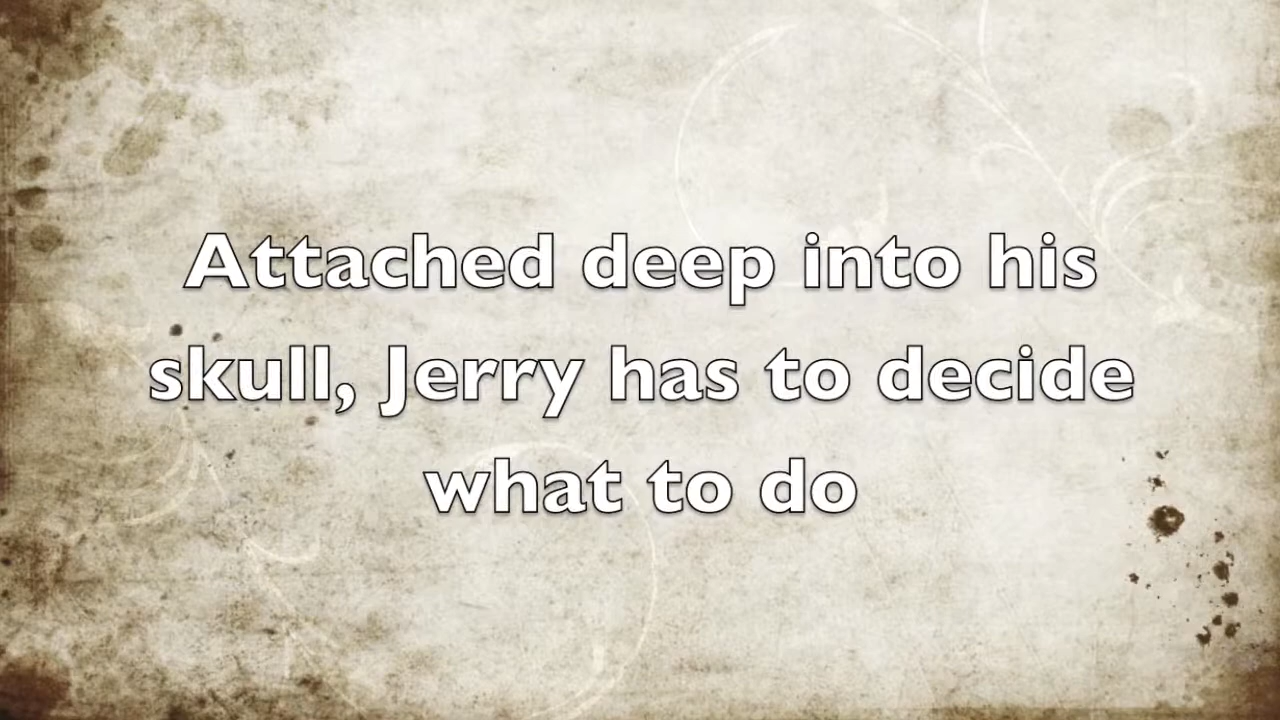 Attached deep into his
skull, Jerry has to decide
what to do